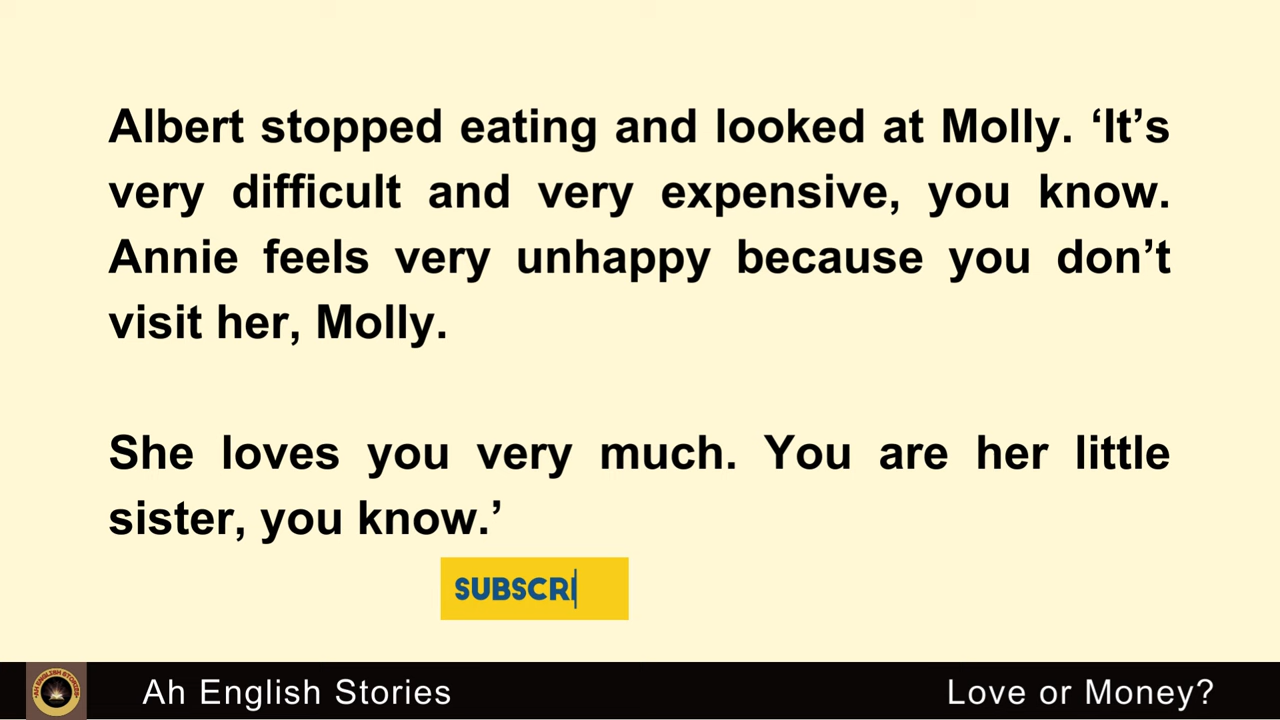 Albert stopped eating and looked at Molly. ‘It’s
very difficult and very expensive, you know.
Annie feels very unhappy because you don’t
visit her, Molly.
She loves you very much. You are her little
sister, you know.’
SUBSCRI
Ah English Stories
Love or Money?